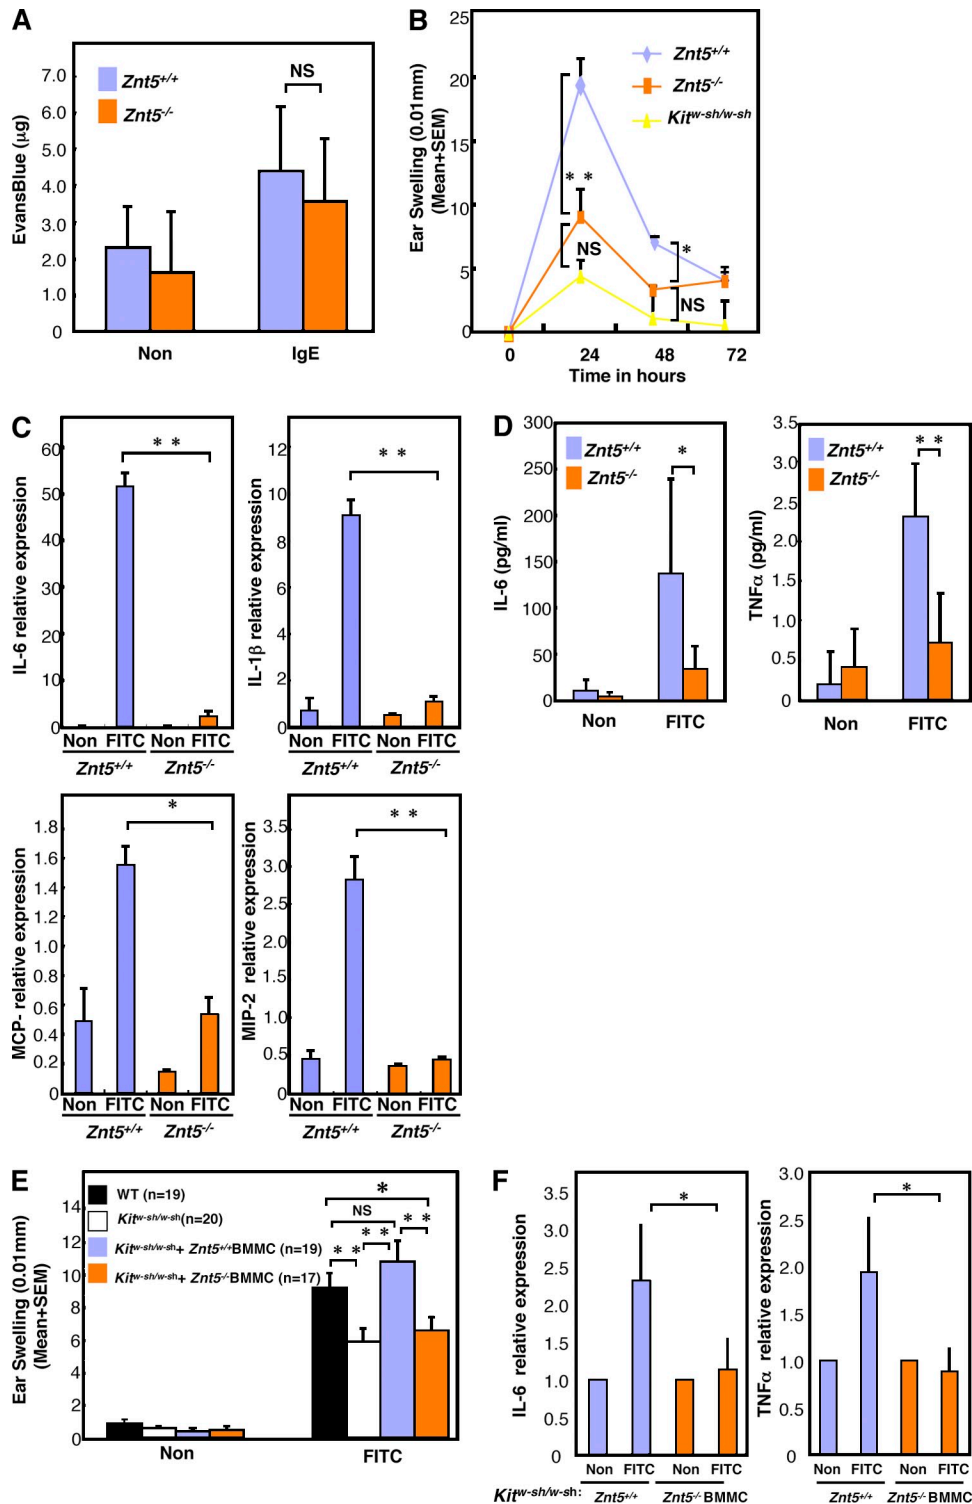 A
EvansBlue (µg)
7.0
6.0
5.0
4.0
3.0
2.0
1.0
0
Znt5+/+
Znt5-/-
NS
Non IgE
B
Ear Swelling (0.01mm)
(Mean+SEM)
25
20
15
10
5
0
Znt5+/+
Znt5-/-
Kitw-sh/w-sh
* *
NS
*
NS
0 24 48 72
Time in hours
C
IL-6 relative expression
60
50
40
30
20
10
0
* *
Non FITC Non FITC
Znt5+/+ Znt5-/-
IL-1β relative expression
12
10
8
6
4
2
0
* *
Non FITC Non FITC
Znt5+/+ Znt5-/-
MCP- relative expression
1.8
1.6
1.4
1.2
1.0
0.8
0.6
0.4
0.2
0
*
Non FITC Non FITC
Znt5+/+ Znt5-/-
MIP-2 relative expression
3.5
3.0
2.5
2.0
1.5
1.0
0.5
0
* *
Non FITC Non FITC
Znt5+/+ Znt5-/-
D
IL-6 (pg/ml)
300
250
200
150
100
50
0
Znt5+/+
Znt5-/-
*
Non FITC
TNFα (pg/ml)
3.5
3.0
2.5
2.0
1.5
1.0
0.5
0
* *
Non FITC
E
Ear Swelling (0.01mm)
(Mean+SEM)
14
12
10
8
6
4
2
0
WT (n=19)
Kitw-sh/w-sh(n=20)
Kitw-sh/w-sh+ Znt5+/+BMMC (n=19)
Kitw-sh/w-sh+ Znt5-/-BMMC (n=17)
*
NS
* * * * * *
Non FITC
F
IL-6 relative expression
4.0
3.5
3.0
2.5
2.0
1.5
1.0
0.5
0
*
Non FITC Non FITC
TNFα relative expression
3.0
2.5
2.0
1.5
1.0
0.5
0
*
Non FITC Non FITC
Kitw-sh/w-sh: Znt5+/+ Znt5-/- BMMC Znt5+/+ Znt5-/- BMMC